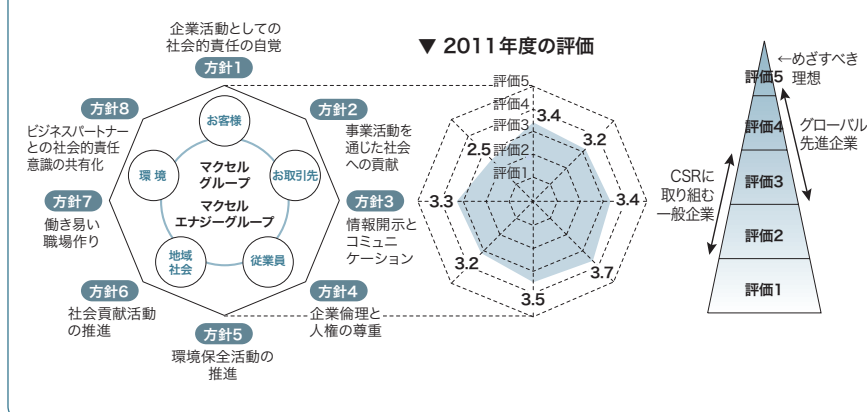 企業活動としての
社会的責任の自覚
方針1
方針8
ビジネスパートナー
との社会的責任
意識の共有化
方針2
事業活動を
通じた社会
への貢献
方針7
働き易い
職場作り
方針3
情報開示と
コミュニ
ケーション
方針6
社会貢献活動
の推進
方針4
企業倫理と
人権の尊重
方針5
環境保全活動の
推進
お客様
環 境
お取引先
地域
社会
従業員
マクセル
グループ
マクセル
エナジーグループ
▼ 2011年度の評価
評価5
評価4
評価3
評価2
評価1
3.4
3.2
3.4
3.7
3.5
3.2
3.3
2.5
評価5
評価4
評価3
評価2
評価1
←めざすべき
理想
グローバル
先進企業
CSRに
取り組む
一般企業